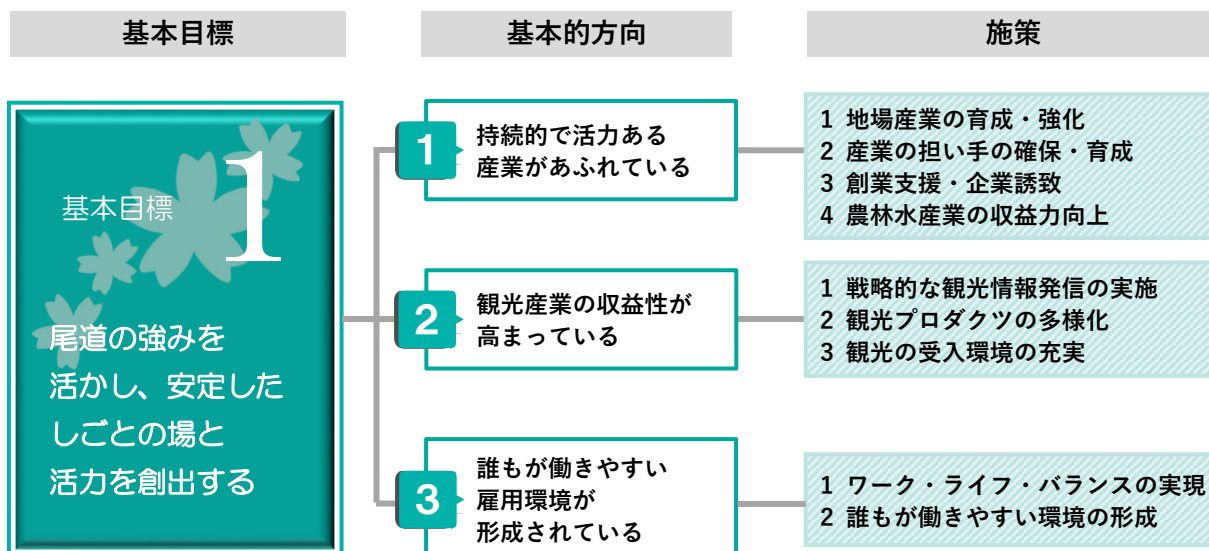 基本目標
基本的方向
施策
基本目標 1
尾道の強みを
活かし、安定した
しごとの場と
活力を創出する
1
持続的で活力ある
産業があふれている
1 地場産業の育成・強化
2 産業の担い手の確保・育成
3 創業支援・企業誘致
4 農林水産業の収益力向上
2
観光産業の収益性が
高まっている
1 戦略的な観光情報発信の実施
2 観光プロダクツの多様化
3 観光の受入環境の充実
3
誰もが働きやすい
雇用環境が
形成されている
1 ワーク・ライフ・バランスの実現
2 誰もが働きやすい環境の形成